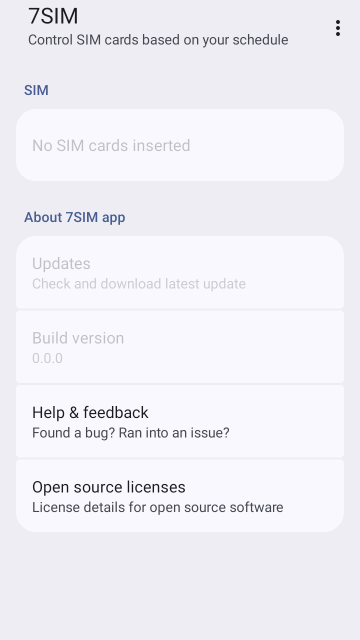 7SIM
Control SIM cards based on your schedule
SIM
No SIM cards inserted
About 7SIM app
Updates
Check and download latest update
Build version
0.0.0
Help & feedback
Found a bug? Ran into an issue?
Open source licenses
License details for open source software